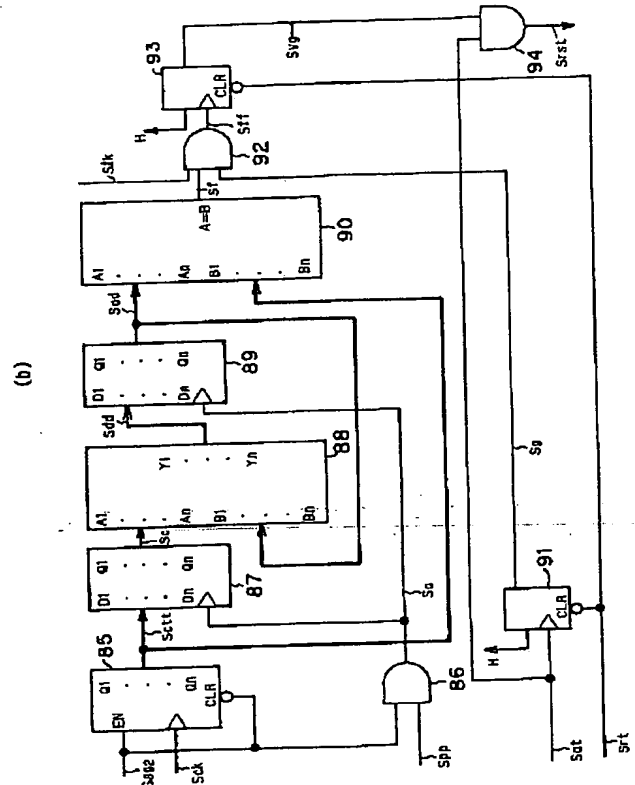 (b)
S892
Sck
85
EN
Q1
Qn
CLR
Sctt
D1
Q1
Dn
Qn
87
Sc
A1
An
B1
Bn
Y1
Yn
88
Sdd
D1
Q1
Dn
Qn
89
Sad
A1
An
B1
Bn
A=B
90
Sf
Stk
92
Sff
H
93
CLR
Svg
94
Srst
86
Spp
Sa
Sg
H
91
CLR
Sat
Srt